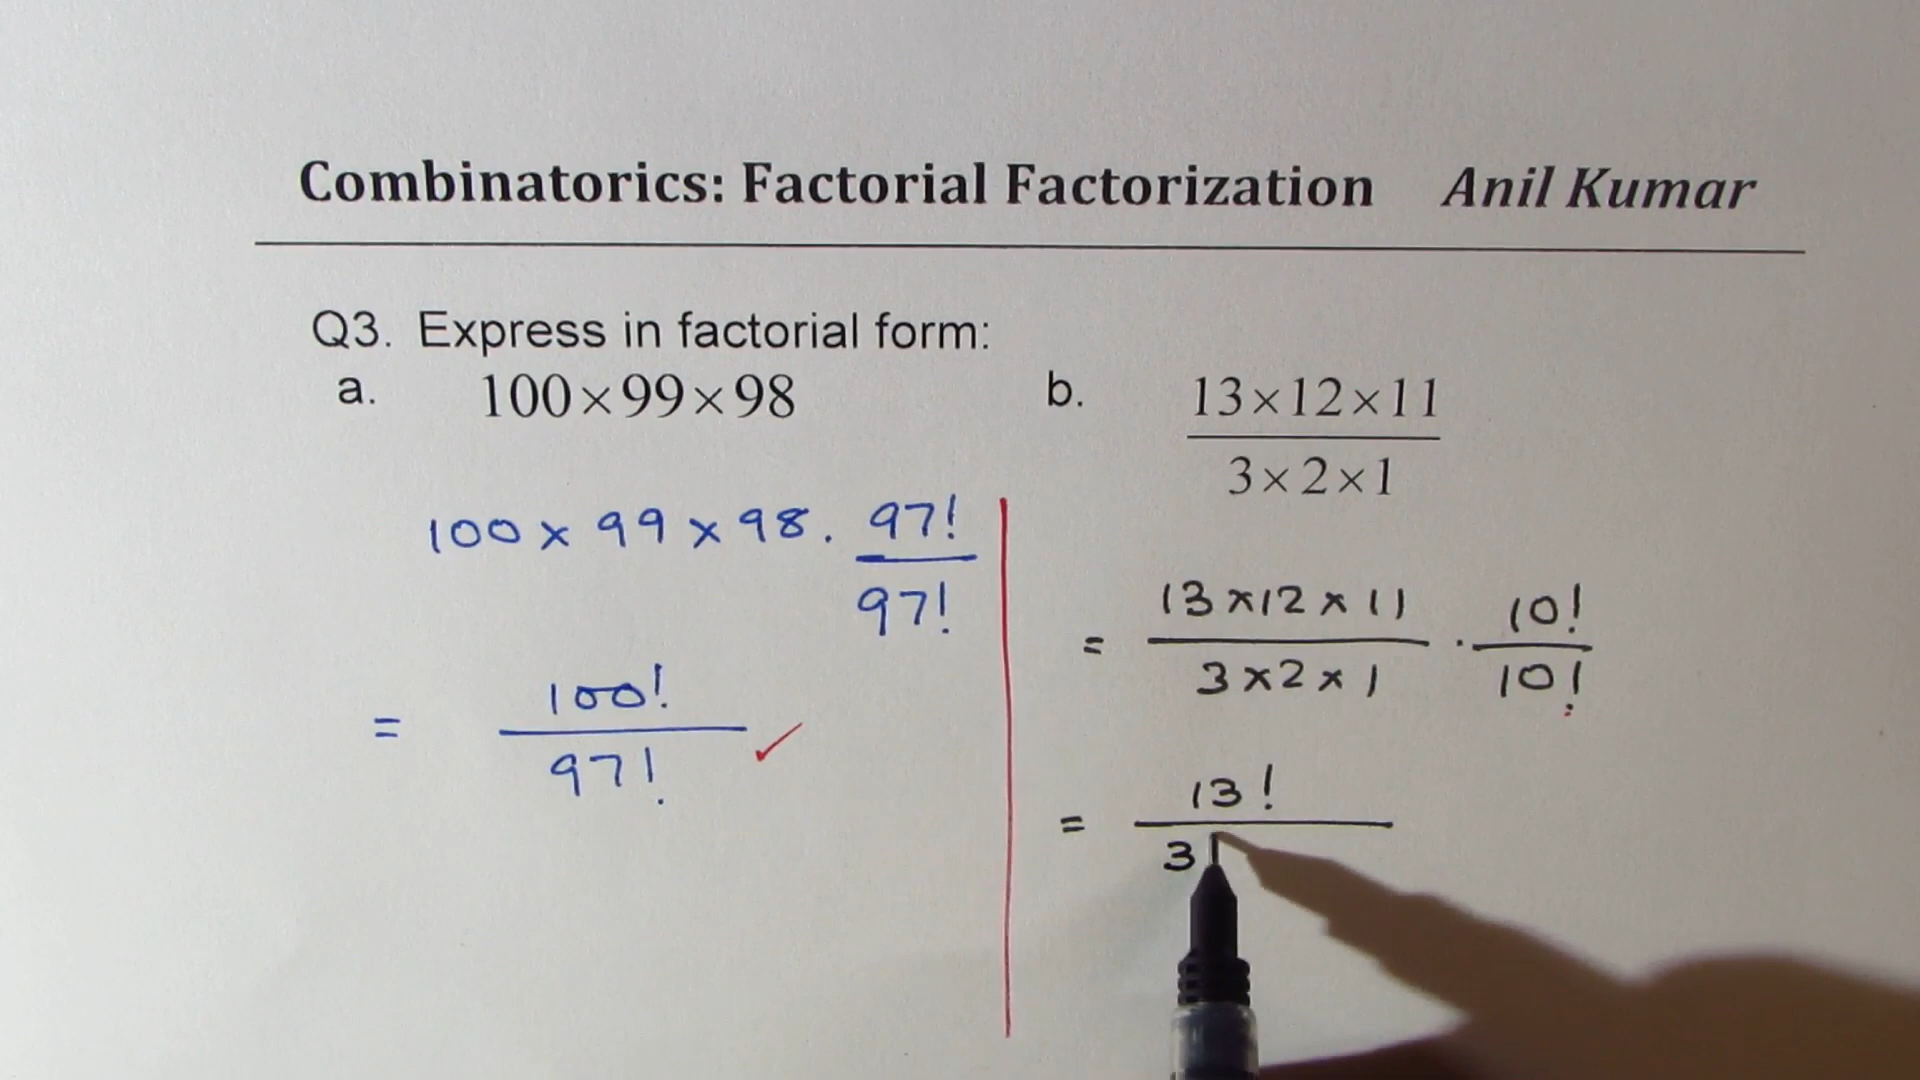 Combinatorics: Factorial Factorization Anil Kumar
Q3. Express in factorial form:
a. 100×99×98
b. 13×12×11
3×2×1
100 × 99 × 98 . 97!
97!
= 100!
97!
= 13 × 12 × 11 . 10!
3 × 2 × 1 10!
= 13!
3